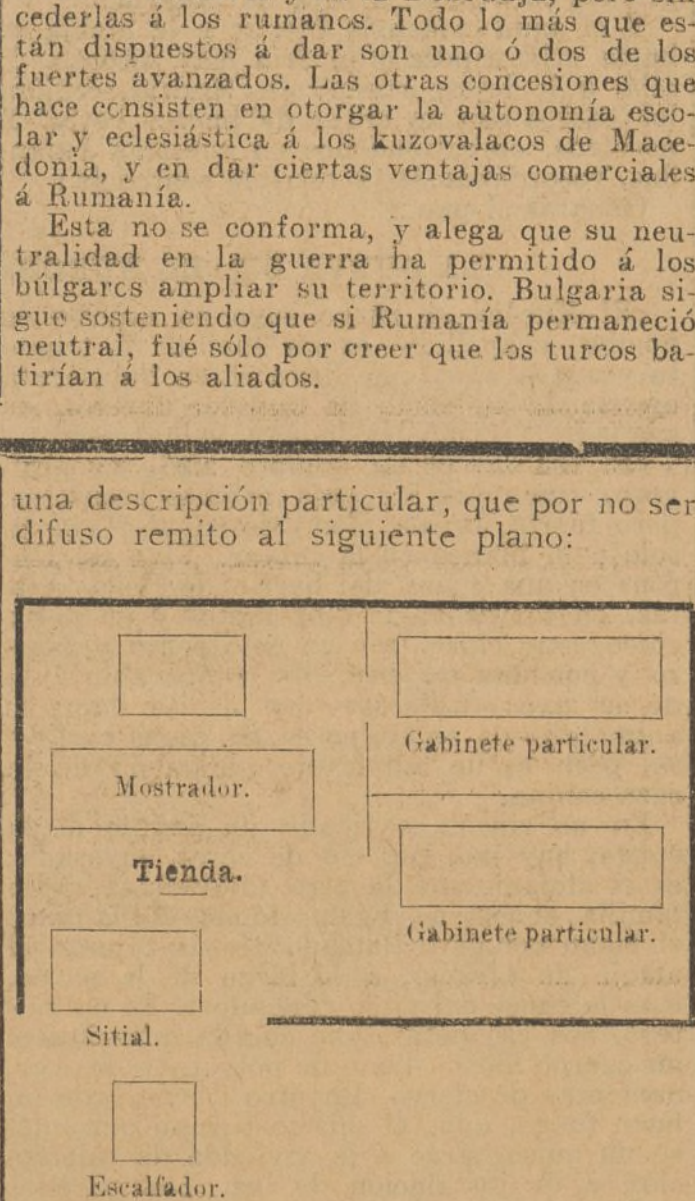 cederlas á los rumanos. Todo lo más que es-
tán dispuestos á dar son uno ó dos de los
fuertes avanzados. Las otras concesiones que
hace consisten en otorgar la autonomía esco-
lar y eclesiástica á los kuzovalacos de Mace-
donia, y en dar ciertas ventajas comerciales
á Rumanía.
Esta no se conforma, y alega que su neu-
tralidad en la guerra ha permitido á los
búlgares ampliar su territorio. Bulgaria si-
gue sosteniendo que si Rumanía permaneció
neutral, fué sólo por creer que los turcos ba-
tirían á los aliados.
una descripción particular, que por no ser
difuso remito al siguiente plano:
Mostrador.
Tienda.
Sitial.
Escalfador.
Gabinete particular.
Gabinete particular.